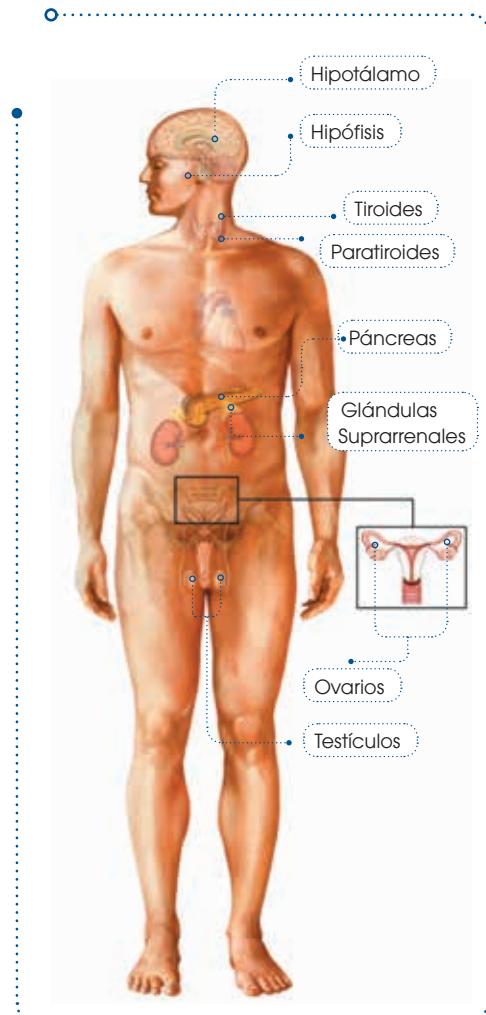 Hipotálamo
Hipófisis
Tiroides
Paratiroides
Páncreas
Glándulas
Suprarrenales
Ovarios
Testículos